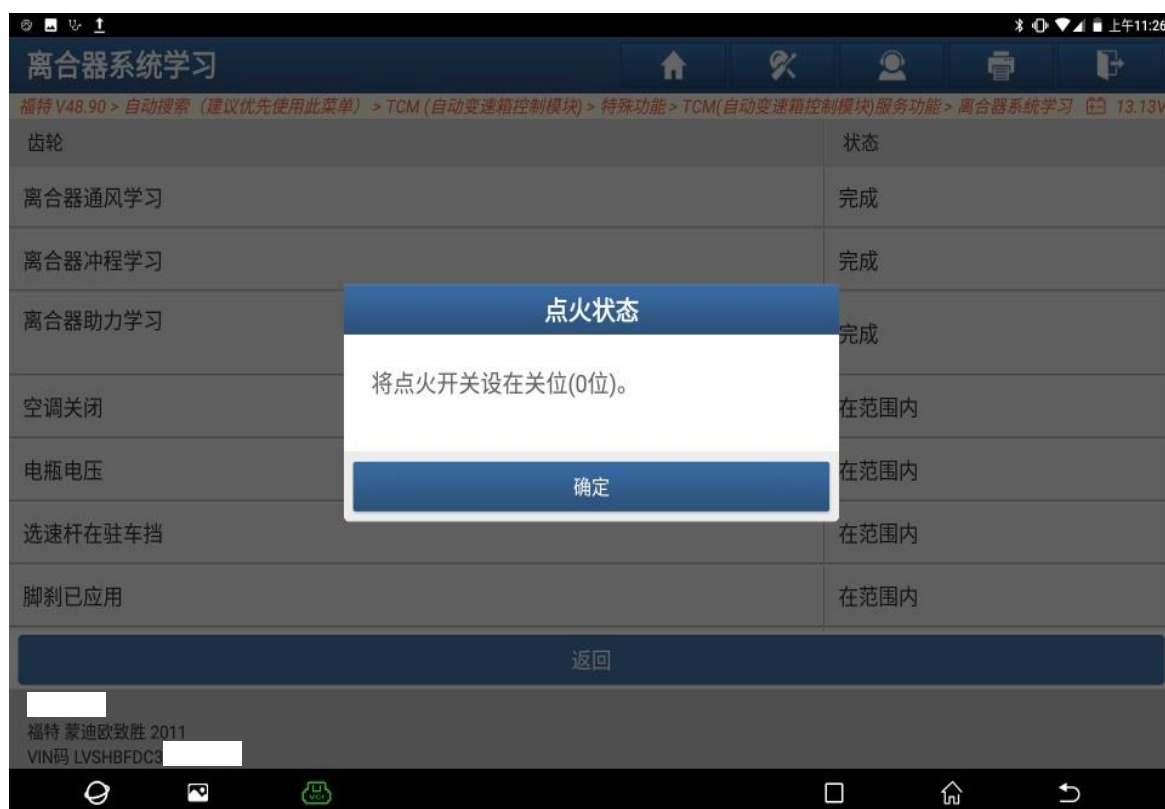 上午11:26
离合器系统学习
福特 V48.90 > 自动搜索（建议优先使用此菜单）> TCM (自动变速箱控制模块) > 特殊功能 > TCM(自动变速箱控制模块)服务功能 > 离合器系统学习 13.13V
齿轮 状态
离合器通风学习 完成
离合器冲程学习 完成
离合器助力学习 完成
点火状态
将点火开关设在关位(0位)。
确定
空调关闭 在范围内
电瓶电压 在范围内
选速杆在驻车挡 在范围内
脚刹已应用 在范围内
返回
福特 蒙迪欧致胜 2011
VIN码 LVSHBFDC3
VCI